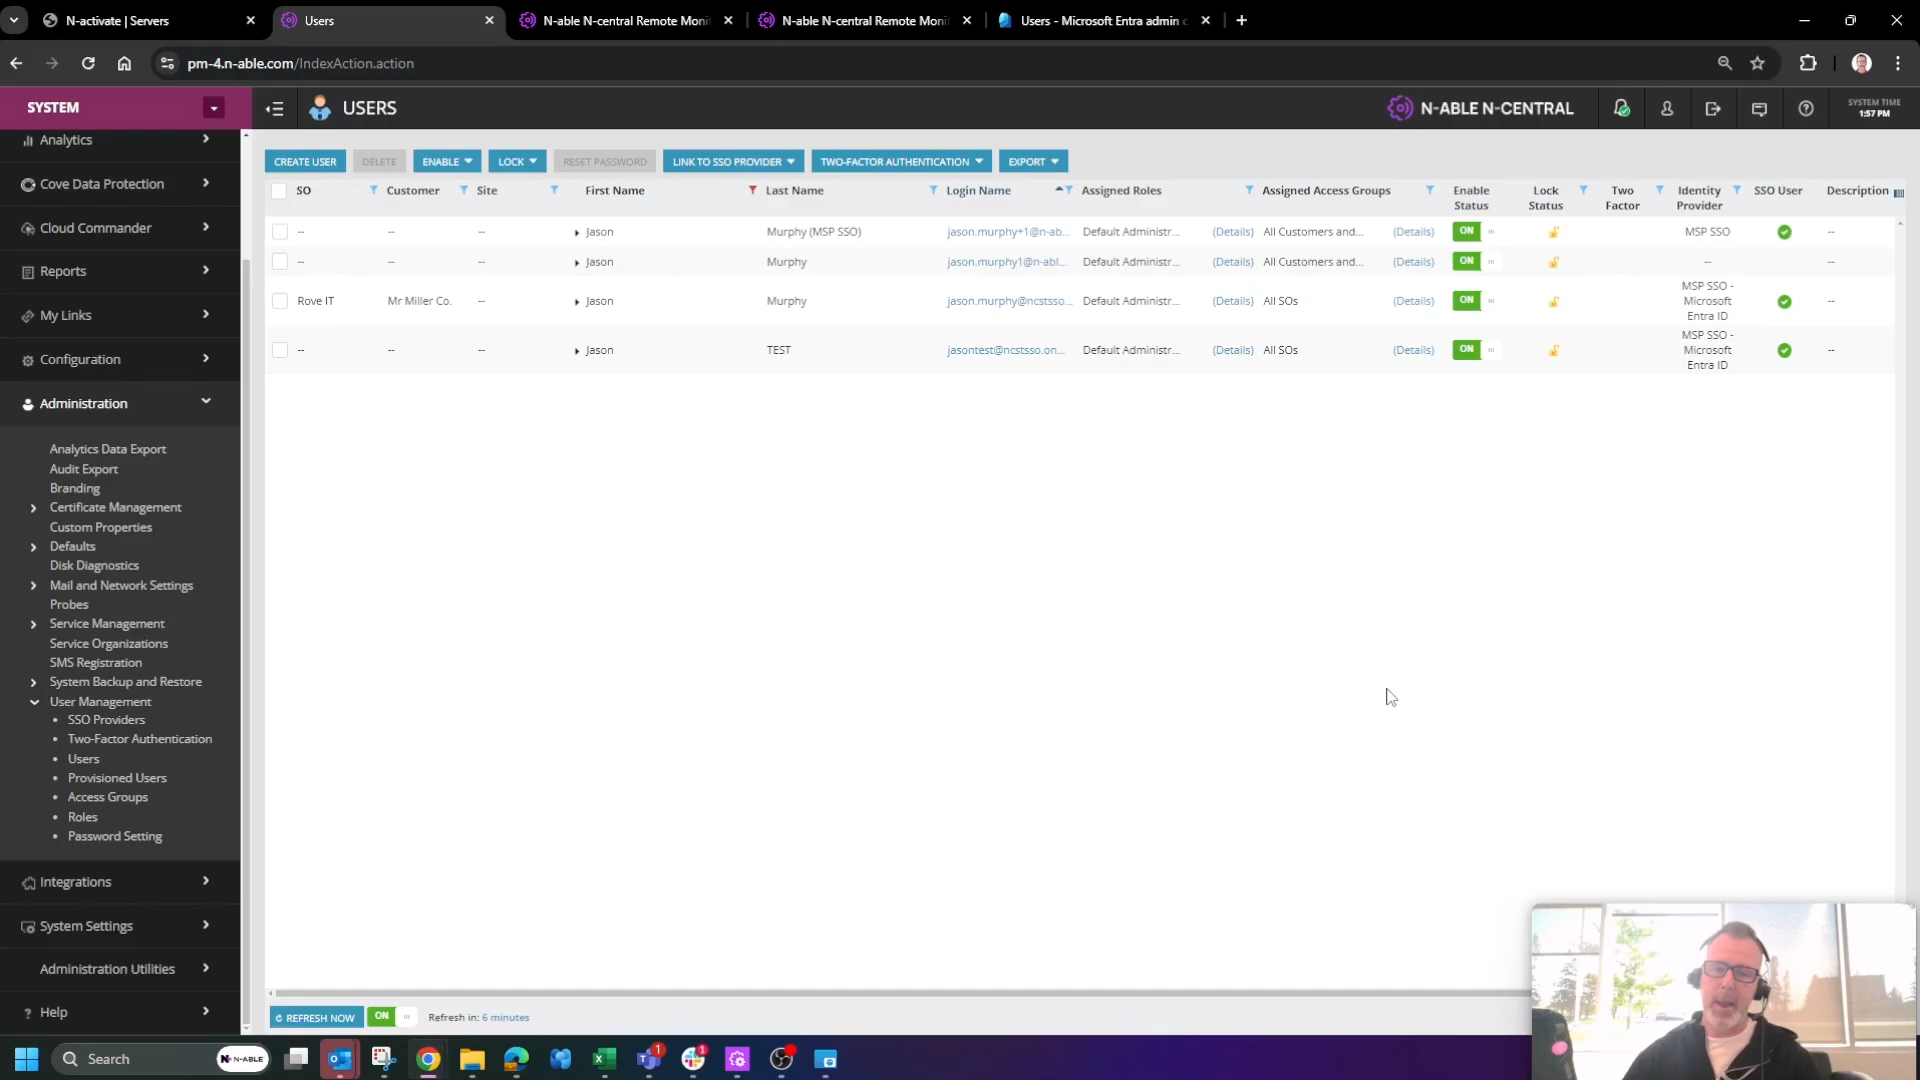 N-activate | Servers
Users
N-able N-central Remote Moni
N-able N-central Remote Moni
Users - Microsoft Entra admin c
pm-4.n-able.com/IndexAction.action
SYSTEM
USERS
N-ABLE N-CENTRAL
SYSTEM TIME
1:57 PM
Analytics
Cove Data Protection
Cloud Commander
Reports
My Links
Configuration
Administration
Analytics Data Export
Audit Export
Branding
Certificate Management
Custom Properties
Defaults
Disk Diagnostics
Mail and Network Settings
Probes
Service Management
Service Organizations
SMS Registration
System Backup and Restore
User Management
SSO Providers
Two-Factor Authentication
Users
Provisioned Users
Access Groups
Roles
Password Setting
Integrations
System Settings
Administration Utilities
Help
CREATE USER DELETE ENABLE LOCK RESET PASSWORD LINK TO SSO PROVIDER TWO-FACTOR AUTHENTICATION EXPORT
SO Customer Site First Name Last Name Login Name Assigned Roles Assigned Access Groups Enable Status Lock Status Two Factor Identity Provider SSO User Description
-- -- -- Jason Murphy (MSP SSO) jason.murphy+1@n-ab... Default Administr... (Details) All Customers and... (Details) ON MSP SSO --
-- -- -- Jason Murphy jason.murphy1@n-abl... Default Administr... (Details) All Customers and... (Details) ON -- --
Rove IT Mr Miller Co. -- Jason Murphy jason.murphy@ncstsso... Default Administr... (Details) All SOs (Details) ON MSP SSO - Microsoft Entra ID --
-- -- -- Jason TEST jasontest@ncstsso.on... Default Administr... (Details) All SOs (Details) ON MSP SSO - Microsoft Entra ID --
REFRESH NOW ON Refresh in: 6 minutes
Search N-ABLE
1
1